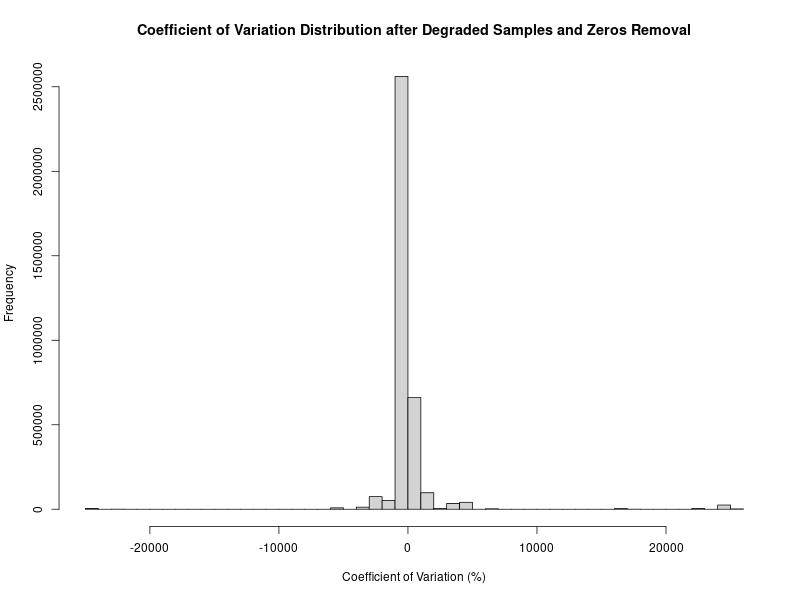 Coefficient of Variation Distribution after Degraded Samples and Zeros Removal
Frequency
2500000
2000000
1500000
1000000
500000
0
-20000 -10000 0 10000 20000
Coefficient of Variation (%)